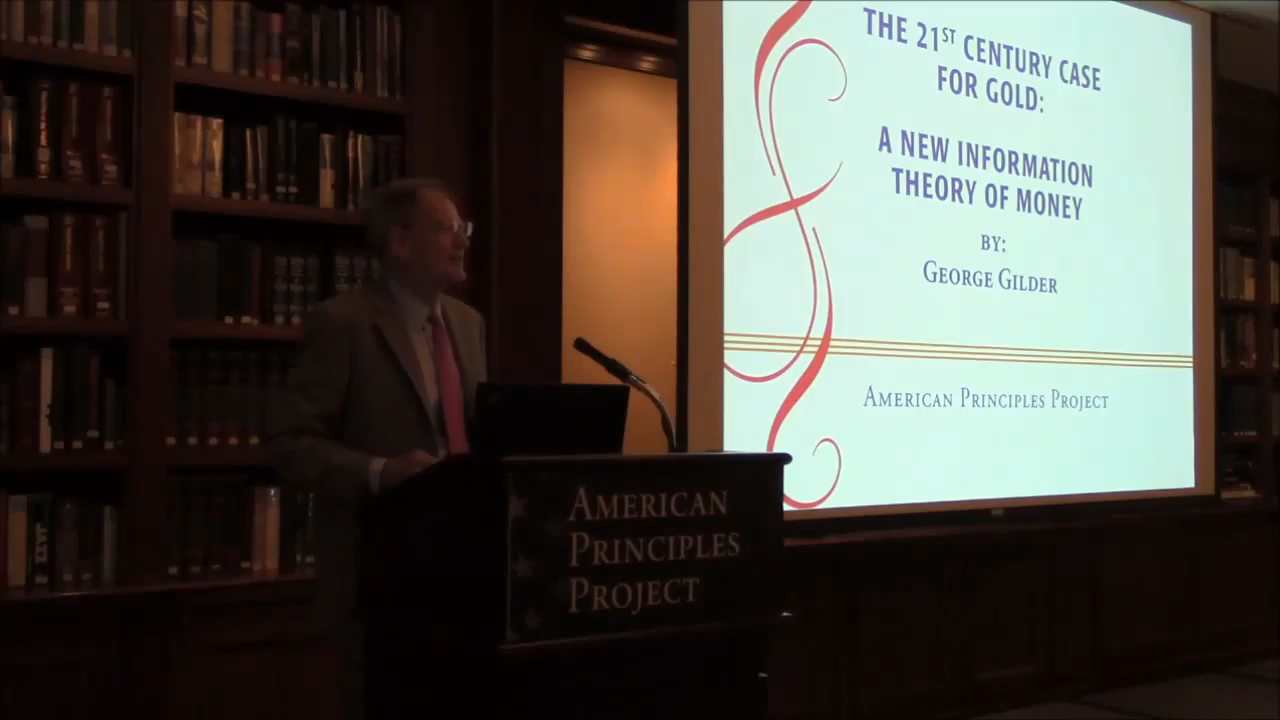 THE 21ST CENTURY CASE
FOR GOLD:
A NEW INFORMATION
THEORY OF MONEY
BY:
GEORGE GILDER
AMERICAN PRINCIPLES PROJECT
AMERICAN
PRINCIPLES
PROJECT